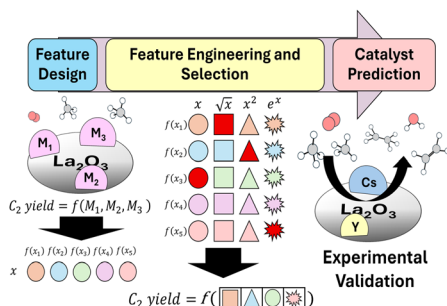 Feature
Design
Feature Engineering and
Selection
Catalyst
Prediction
M1
M3
La2O3
M2
C2 yield = f(M1, M2, M3)
f(x1) f(x2) f(x3) f(x4) f(x5)
x
x √x x² eˣ
f(x1)
f(x2)
f(x3)
f(x4)
f(x5)
C2 yield = f( )
Cs
La2O3
Y
Experimental
Validation